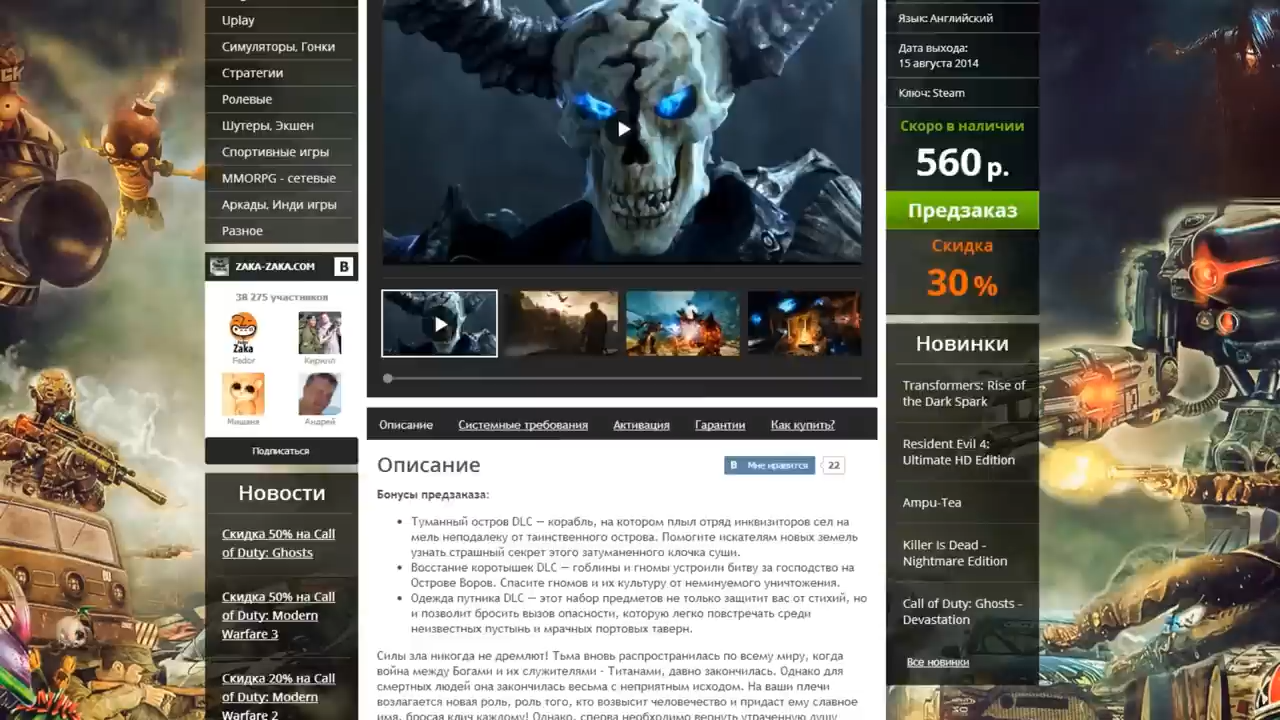 Uplay
Симуляторы, Гонки
Стратегии
Ролевые
Шутеры, Экшен
Спортивные игры
MMORPG - сетевые
Аркады, Инди игры
Разное
ZAKA-ZAKA.COM
B
38 275 участников
Fedor
Кирилл
Мишаня
Андрей
Подписаться
Новости
Скидка 50% на Call
of Duty: Ghosts
Скидка 50% на Call
of Duty: Modern
Warfare 3
Скидка 20% на Call
of Duty: Modern
Warfare 2
Описание
Системные требования
Активация
Гарантии
Как купить?
Описание
B Мне нравится 22
Бонусы предзаказа:
Туманный остров DLC – корабль, на котором плыл отряд инквизиторов сел на
мель неподалеку от таинственного острова. Помогите искателям новых земель
узнать страшный секрет этого затуманенного клочка суши.
Восстание коротышек DLC – гоблины и гномы устроили битву за господство на
Острове Воров. Спасите гномов и их культуру от неминуемого уничтожения.
Одежда путника DLC – этот набор предметов не только защитит вас от стихий, но
и позволит бросить вызов опасности, которую легко повстречать среди
неизвестных пустынь и мрачных портовых таверн.
Силы зла никогда не дремлют! Тьма вновь распространилась по всему миру, когда
война между Богами и их служителями - Титанами, давно закончилась. Однако для
смертных людей она закончилась весьма с неприятным исходом. На ваши плечи
возлагается новая роль, роль того, кто возвысит человечество и придаст ему славное
имя, бросая клич каждому! Однако, сперва необходимо вернуть утраченную душу
Язык: Английский
Дата выхода:
15 августа 2014
Ключ: Steam
Скоро в наличии
560 р.
Предзаказ
Скидка
30 %
Новинки
Transformers: Rise of
the Dark Spark
Resident Evil 4:
Ultimate HD Edition
Ampu-Tea
Killer Is Dead -
Nightmare Edition
Call of Duty: Ghosts -
Devastation
Все новинки